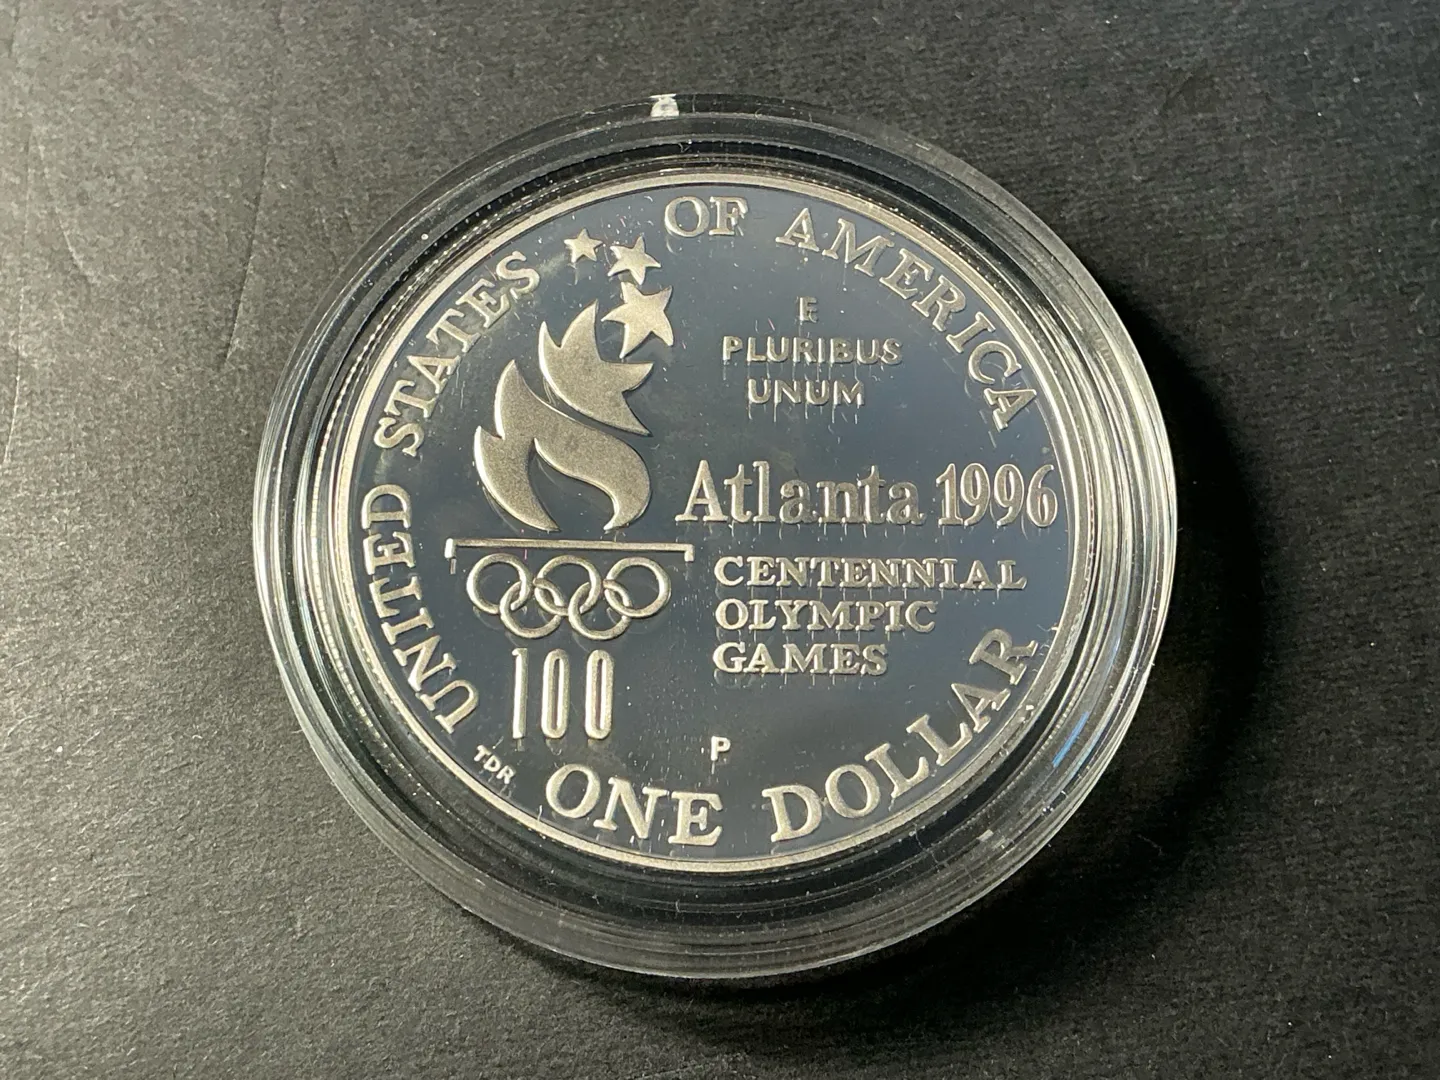 UNITED STATES OF AMERICA
E
PLURIBUS
UNUM
Atlanta 1996
CENTENNIAL
OLYMPIC
GAMES
100
P
TDR
ONE DOLLAR